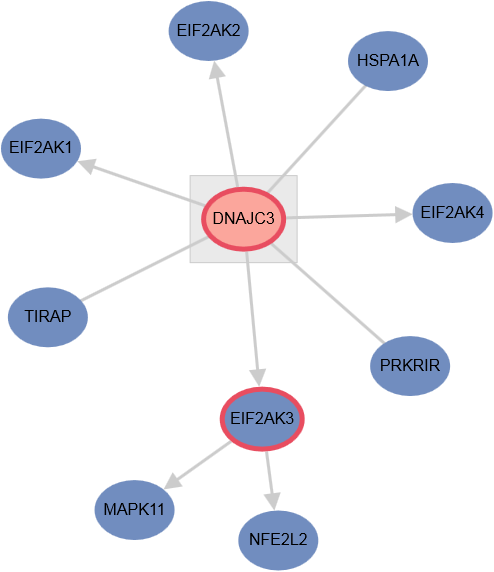 EIF2AK2
HSPA1A
EIF2AK1
DNAJC3
EIF2AK4
TIRAP
PRKRIR
EIF2AK3
MAPK11
NFE2L2